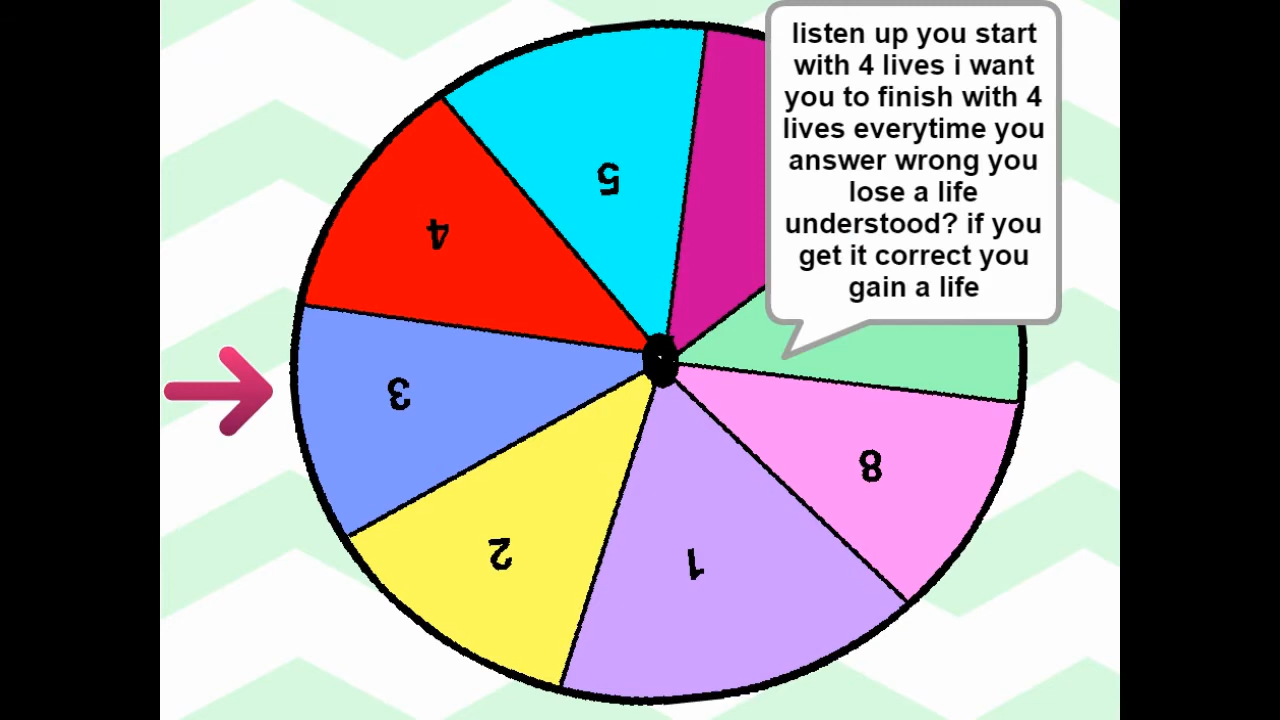 listen up you start
with 4 lives i want
you to finish with 4
lives everytime you
answer wrong you
lose a life
understood? if you
get it correct you
gain a life
5
4
3
8
2
1